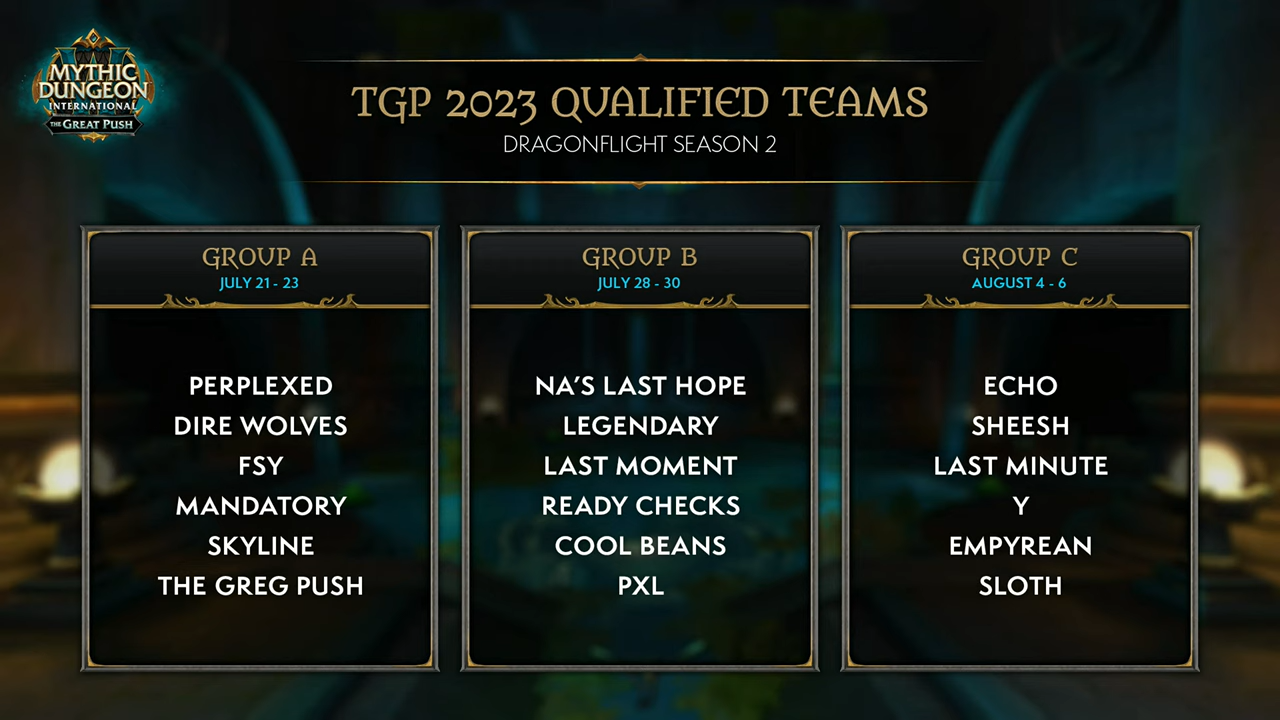 MYTHIC
DUNGEON
INTERNATIONAL
THE GREAT PUSH
TGP 2023 QUALIFIED TEAMS
DRAGONFLIGHT SEASON 2
GROUP A
JULY 21 - 23
PERPLEXED
DIRE WOLVES
FSY
MANDATORY
SKYLINE
THE GREG PUSH
GROUP B
JULY 28 - 30
NA'S LAST HOPE
LEGENDARY
LAST MOMENT
READY CHECKS
COOL BEANS
PXL
GROUP C
AUGUST 4 - 6
ECHO
SHEESH
LAST MINUTE
Y
EMPYREAN
SLOTH